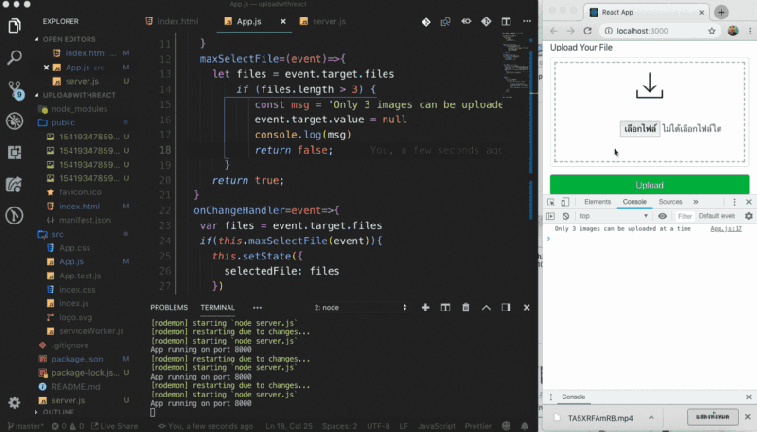 App.js — uploadwithreact
EXPLORER
OPEN EDITORS
index.html M
App.js src M
server.js U
UPLOADWITHREACT
node_modules
public
15419347859...
15419347859...
15419347859...
15419347859...
favicon.ico
index.html M
manifest.json
src
App.css
App.js M
App.test.js
index.css
index.js
logo.svg
serviceWorker.js
.gitignore
package.json M
package-lock.js... U
README.md
server.js U
OUTLINE
index.html
App.js
server.js
11 }
12 maxSelectFile=(event)=>{
13 let files = event.target.files
14 if (files.length > 3) {
15 const msg = 'Only 3 images can be uploade
16 event.target.value = null
17 console.log(msg)
18 return false; You, a few seconds ago
19 }
20 return true;
21 }
22 onChangeHandler=event=>{
23 var files = event.target.files
24 if(this.maxSelectFile(event)){
25 this.setState({
26 selectedFile: files
27 })
PROBLEMS TERMINAL ... 2: node
[nodemon] starting `node server.js`
[nodemon] restarting due to changes...
[nodemon] starting `node server.js`
App running on port: 8000
[nodemon] restarting due to changes...
[nodemon] starting `node server.js`
App running on port: 8000
[nodemon] restarting due to changes...
[nodemon] starting `node server.js`
App running on port: 8000
master* 0 0 Live Share You, a few seconds ago Ln 18, Col 25 Spaces: 2 UTF-8 LF JavaScript Prettier
React App
localhost:3000
Upload Your File
เลือกไฟล์ ไม่ได้เลือกไฟล์ใด
Upload
Elements Console Sources »
top Filter Default levels
Only 3 images can be uploaded at a time App.js:17
Console
TA5XRFAmRB.mp4
แสดงทั้งหมด